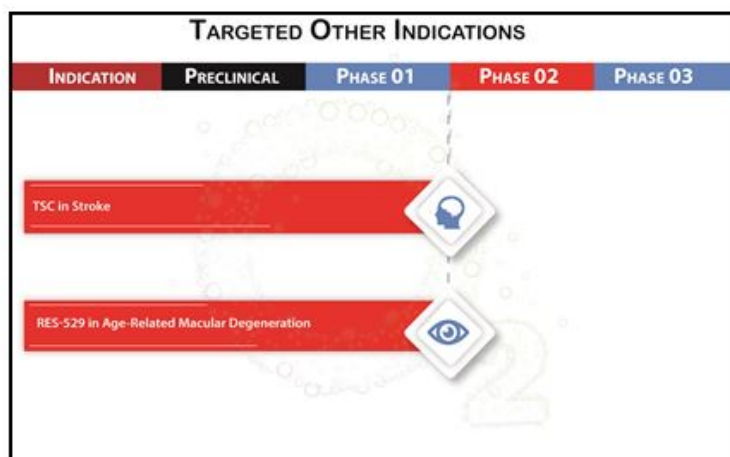 TARGETED OTHER INDICATIONS
INDICATION PRECLINICAL PHASE 01 PHASE 02 PHASE 03
TSC in Stroke
RES-529 in Age-Related Macular Degeneration
2